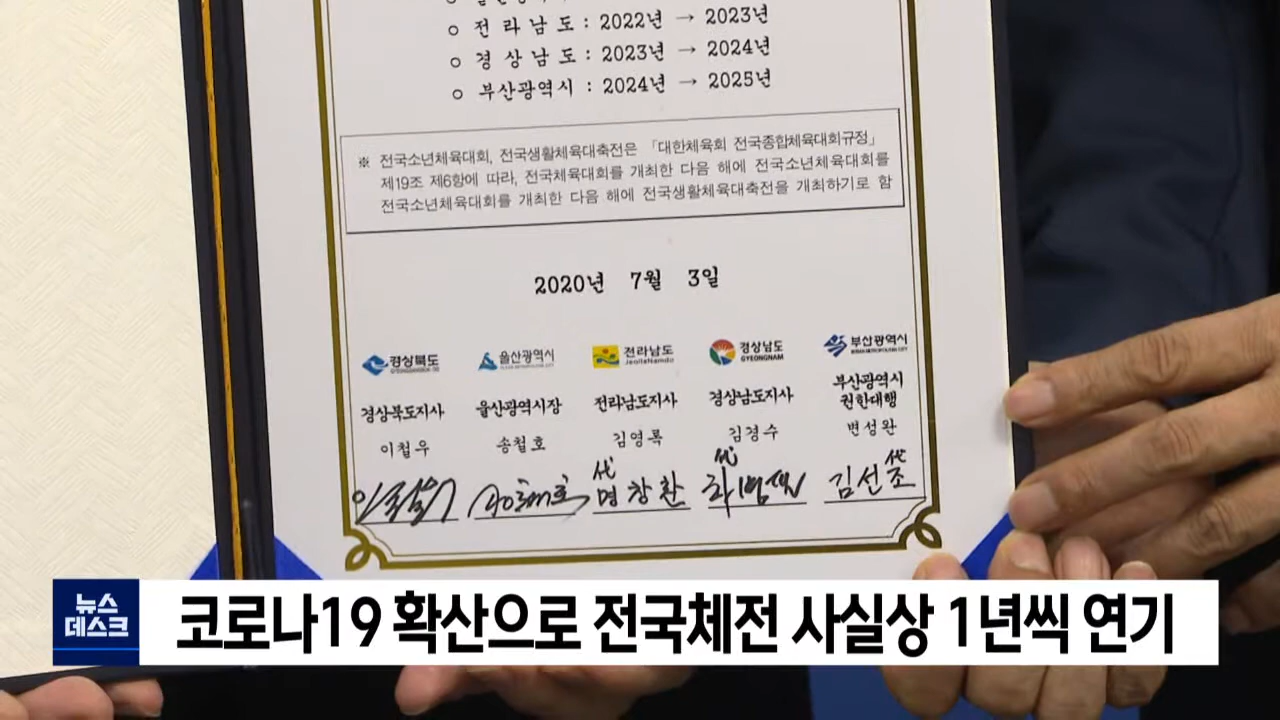 ○ 전 라 남 도 : 2022년 → 2023년
○ 경 상 남 도 : 2023년 → 2024년
○ 부산광역시 : 2024년 → 2025년
※ 전국소년체육대회, 전국생활체육대축전은 「대한체육회 전국종합체육대회규정」
제19조 제6항에 따라, 전국체육대회를 개최한 다음 해에 전국소년체육대회를
전국소년체육대회를 개최한 다음 해에 전국생활체육대축전을 개최하기로 함
2020년 7월 3일
경상북도 울산광역시 전라남도 경상남도 부산광역시
JeollaNamdo GYEONGNAM
경상북도지사 울산광역시장 전라남도지사 경상남도지사 부산광역시 권한대행
이철우 송철호 김영록 김경수 변성완
代 명창환 代 代 김선조
뉴스
데스크
코로나19 확산으로 전국체전 사실상 1년씩 연기